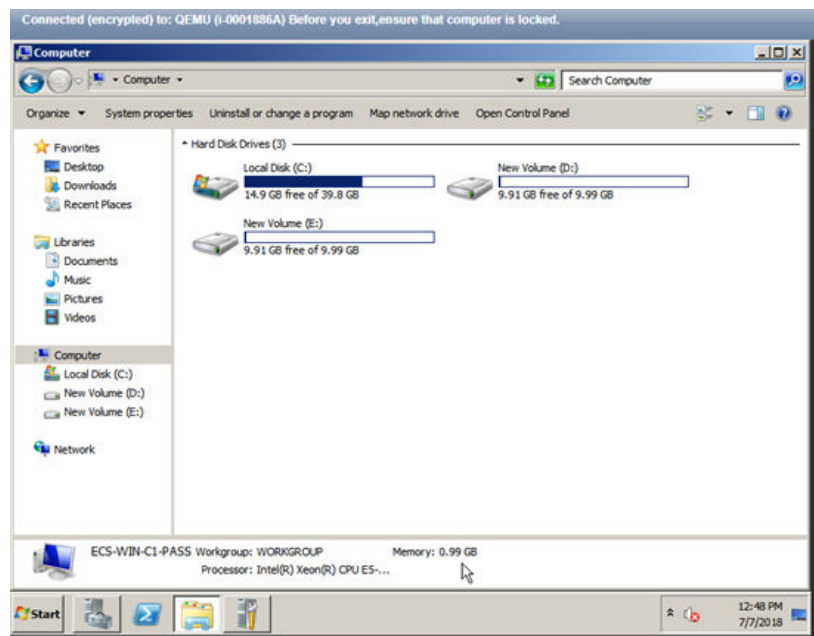 Connected (encrypted) to: QEMU (i-0001886A) Before you exit,ensure that computer is locked.
Computer
Computer
Search Computer
Organize System properties Uninstall or change a program Map network drive Open Control Panel
Favorites
Desktop
Downloads
Recent Places
Libraries
Documents
Music
Pictures
Videos
Computer
Local Disk (C:)
New Volume (D:)
New Volume (E:)
Network
Hard Disk Drives (3)
Local Disk (C:)
14.9 GB free of 39.8 GB
New Volume (D:)
9.91 GB free of 9.99 GB
New Volume (E:)
9.91 GB free of 9.99 GB
ECS-WIN-C1-PASS Workgroup: WORKGROUP Memory: 0.99 GB
Processor: Intel(R) Xeon(R) CPU E5-...
Start
12:48 PM
7/7/2018